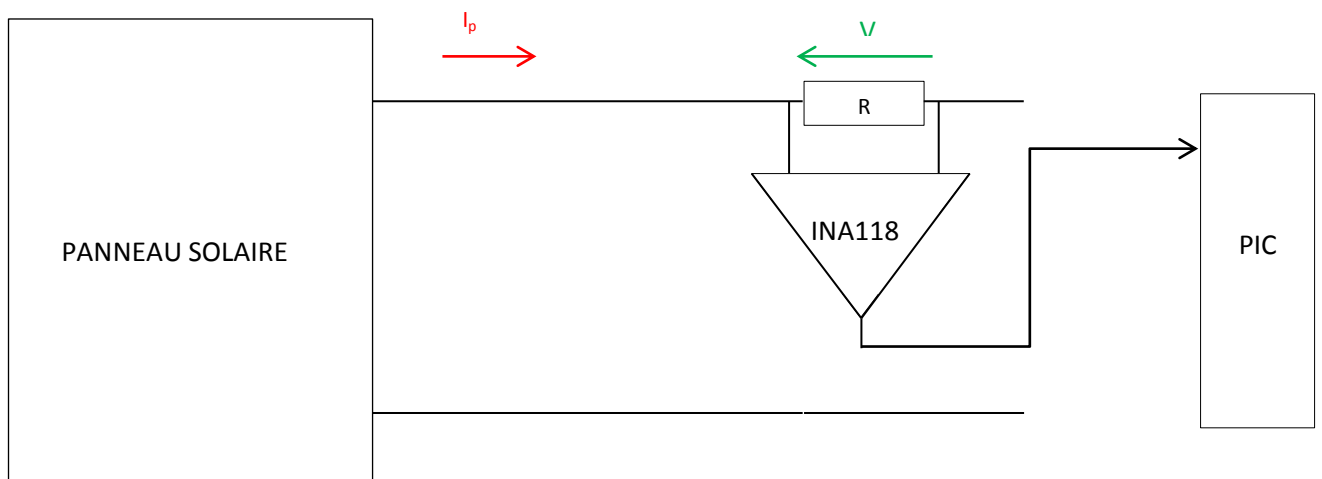 Iₚ
V
R
INA118
PANNEAU SOLAIRE
PIC